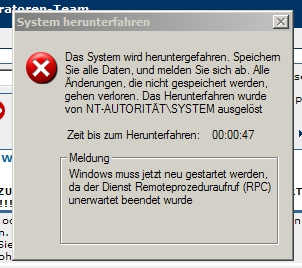 ratoren-Team
System herunterfahren
Das System wird heruntergefahren. Speichern
Sie alle Daten, und melden Sie sich ab. Alle
Änderungen, die nicht gespeichert werden,
gehen verloren. Das Herunterfahren wurde
von NT-AUTORITÄT\SYSTEM ausgelöst
Zeit bis zum Herunterfahren: 00:00:47
Meldung
Windows muss jetzt neu gestartet werden,
da der Dienst Remoteprozeduraufruf (RPC)
unerwartet beendet wurde